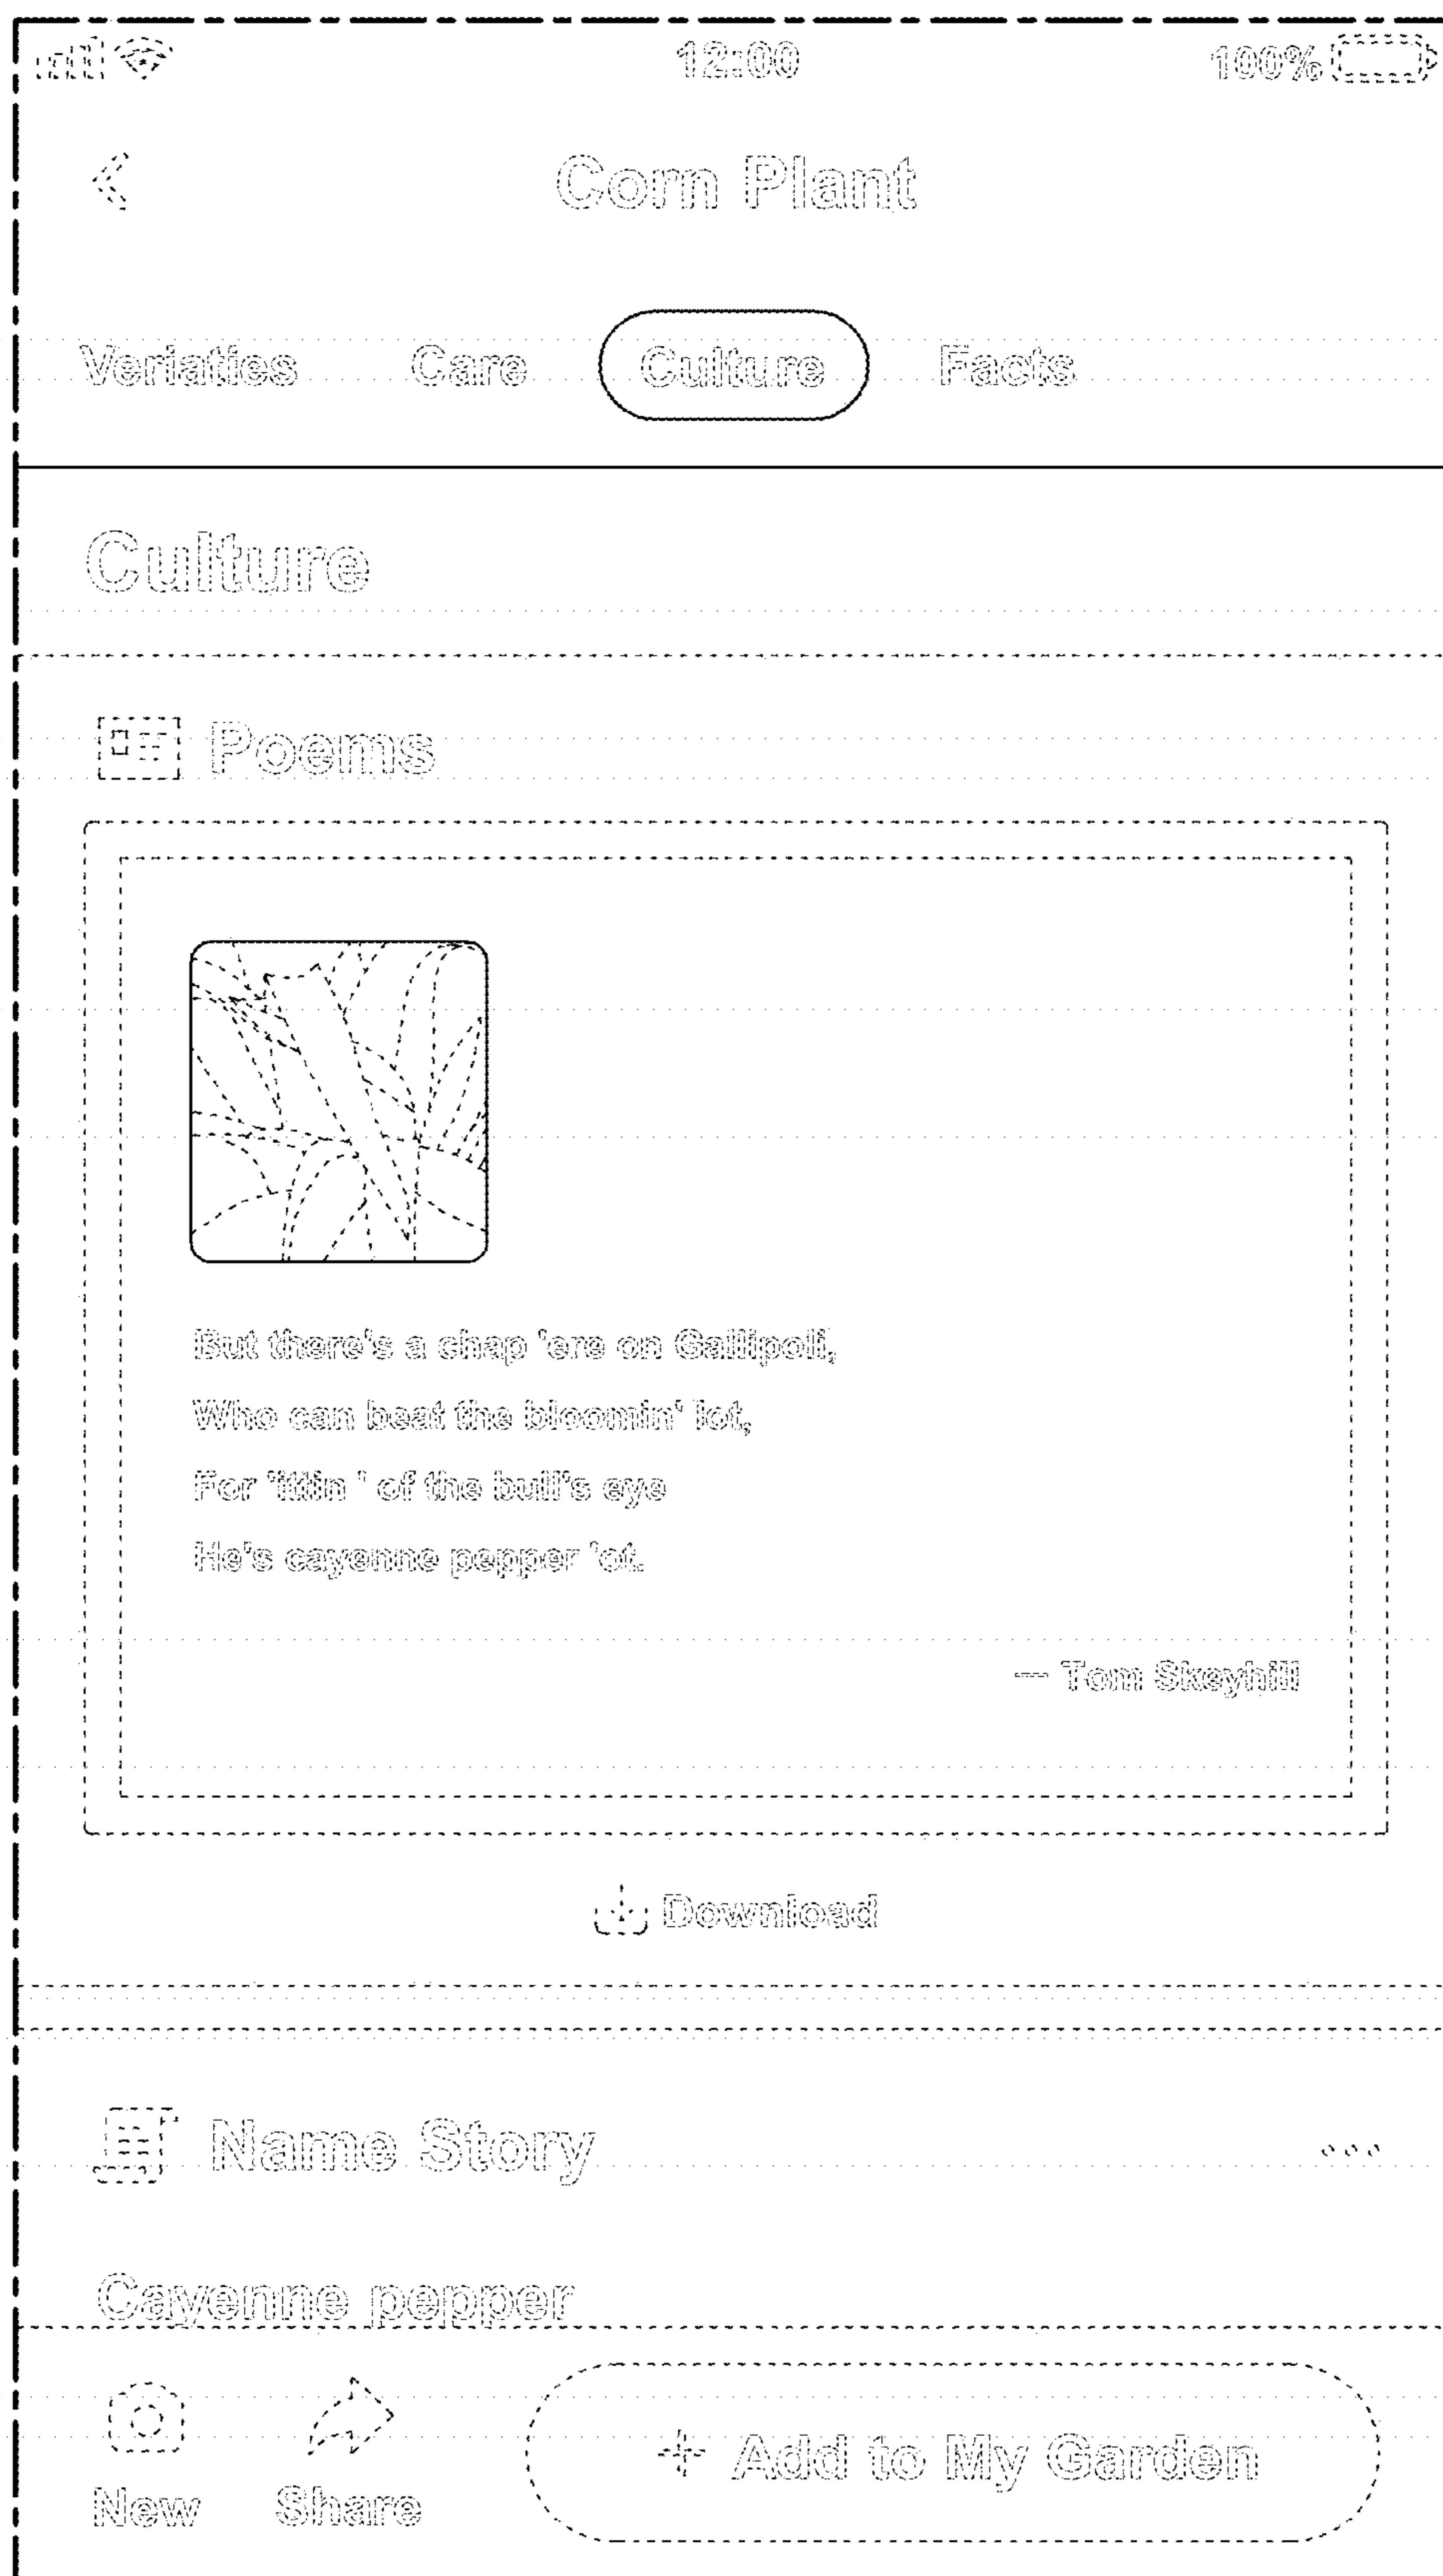 12:00 100%
Corn Plant
Veriaties Care Culture Facts
Culture
Poems
But there's a chap 'ere on Gallipoli,
Who can beat the bloomin' lot,
For 'ittin ' of the bull's eye
He's cayenne pepper 'ot.
— Tom Skeyhill
Download
Name Story
Cayenne pepper
+ Add to My Garden
New Share